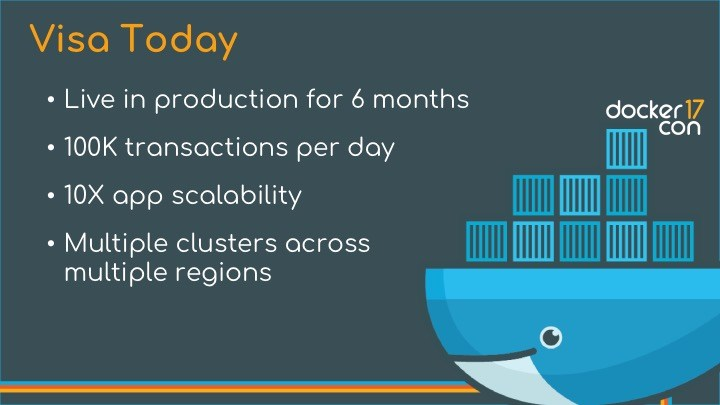 Visa Today
• Live in production for 6 months
• 100K transactions per day
• 10X app scalability
• Multiple clusters across
multiple regions
docker17
con